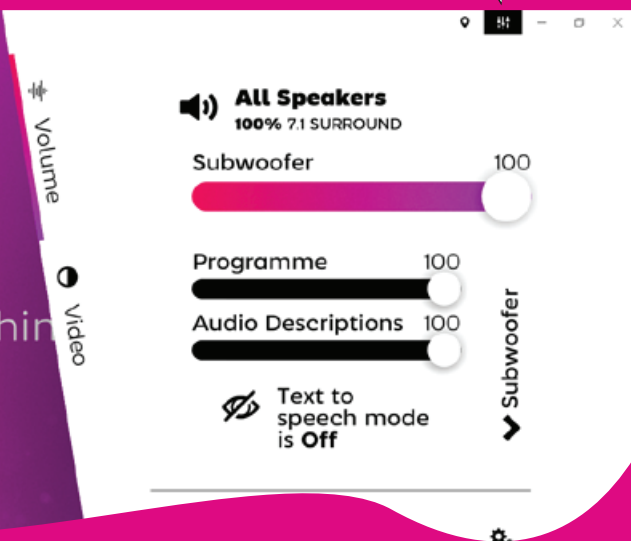 All Speakers
100% 7.1 SURROUND
Volume
Subwoofer 100
Programme 100
Audio Descriptions 100
Video
Subwoofer
Text to
speech mode
is Off